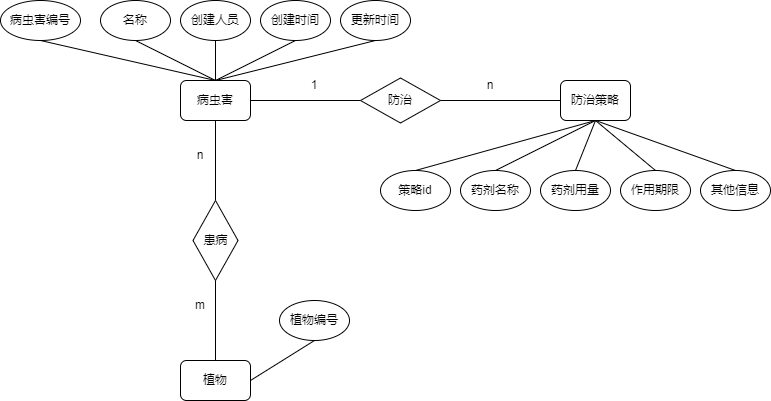 病虫害编号
名称
创建人员
创建时间
更新时间
病虫害
1
防治
n
防治策略
n
策略id
药剂名称
药剂用量
作用期限
其他信息
患病
m
植物编号
植物